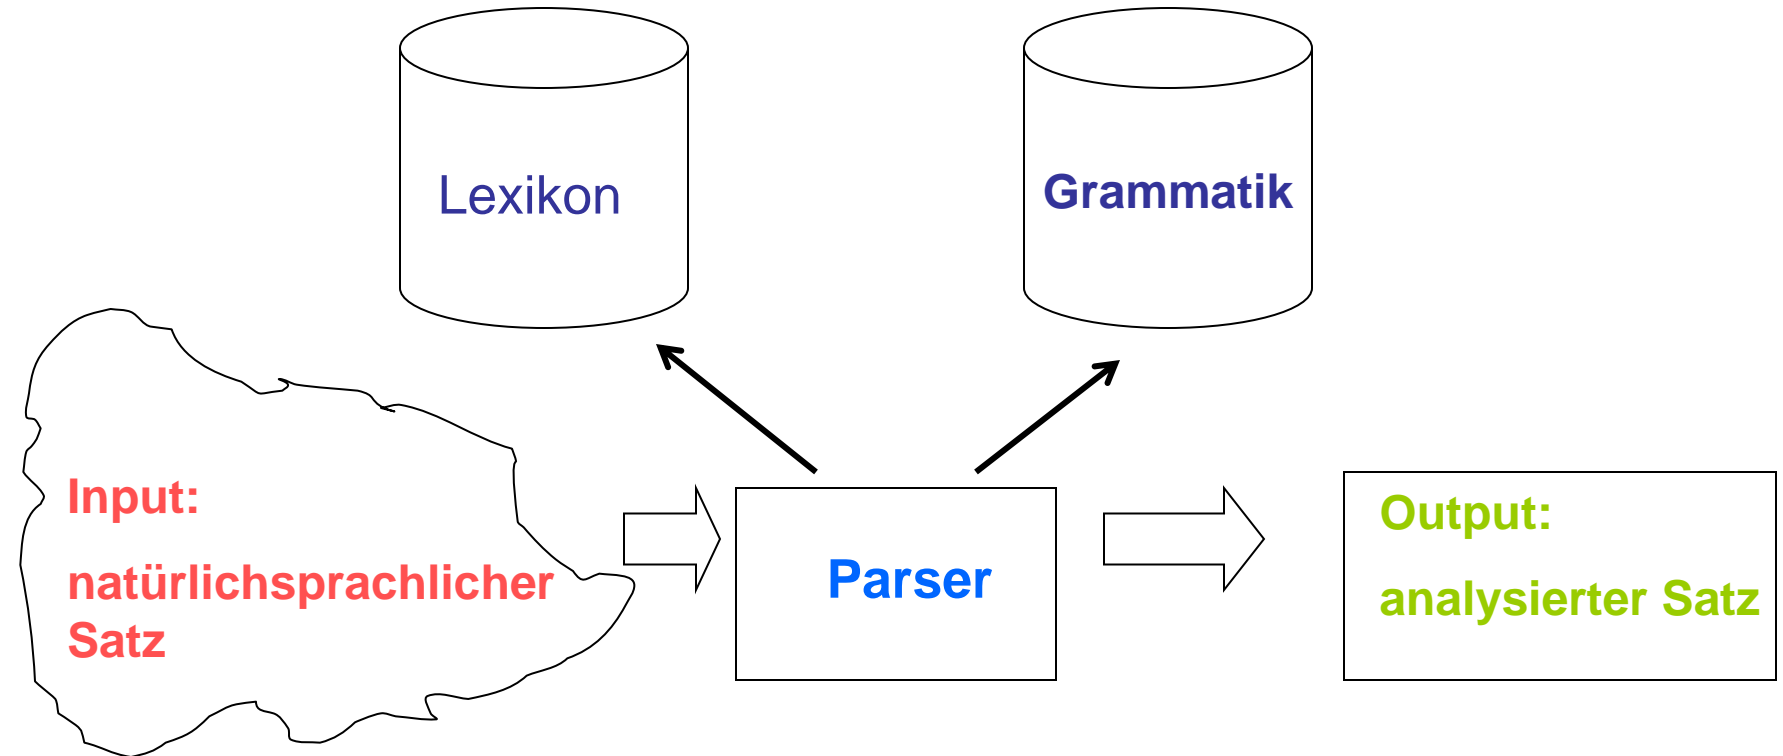 Lexikon
Grammatik
Input:
natürlichsprachlicher
Satz
Parser
Output:
analysierter Satz